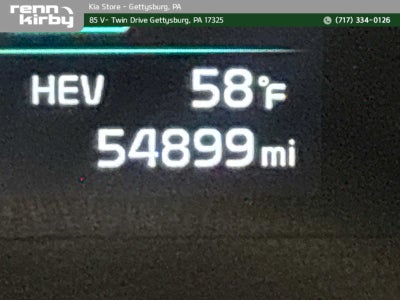 renn
kirby
Kia Store - Gettysburg, PA
85 V- Twin Drive Gettysburg, PA 17325
(717) 334-0126
HEV 58°F
54899 mi